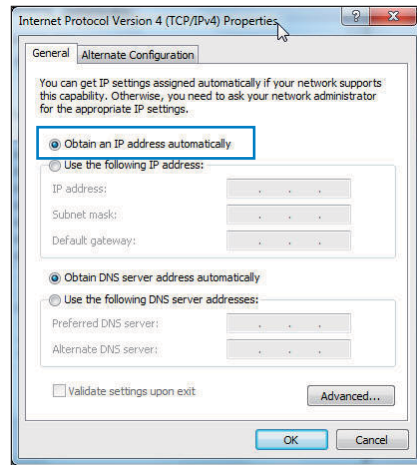 Internet Protocol Version 4 (TCP/IPv4) Properties
General
Alternate Configuration
You can get IP settings assigned automatically if your network supports
this capability. Otherwise, you need to ask your network administrator
for the appropriate IP settings.
Obtain an IP address automatically
Use the following IP address:
IP address:
Subnet mask:
Default gateway:
Obtain DNS server address automatically
Use the following DNS server addresses:
Preferred DNS server:
Alternate DNS server:
Validate settings upon exit
Advanced...
OK
Cancel